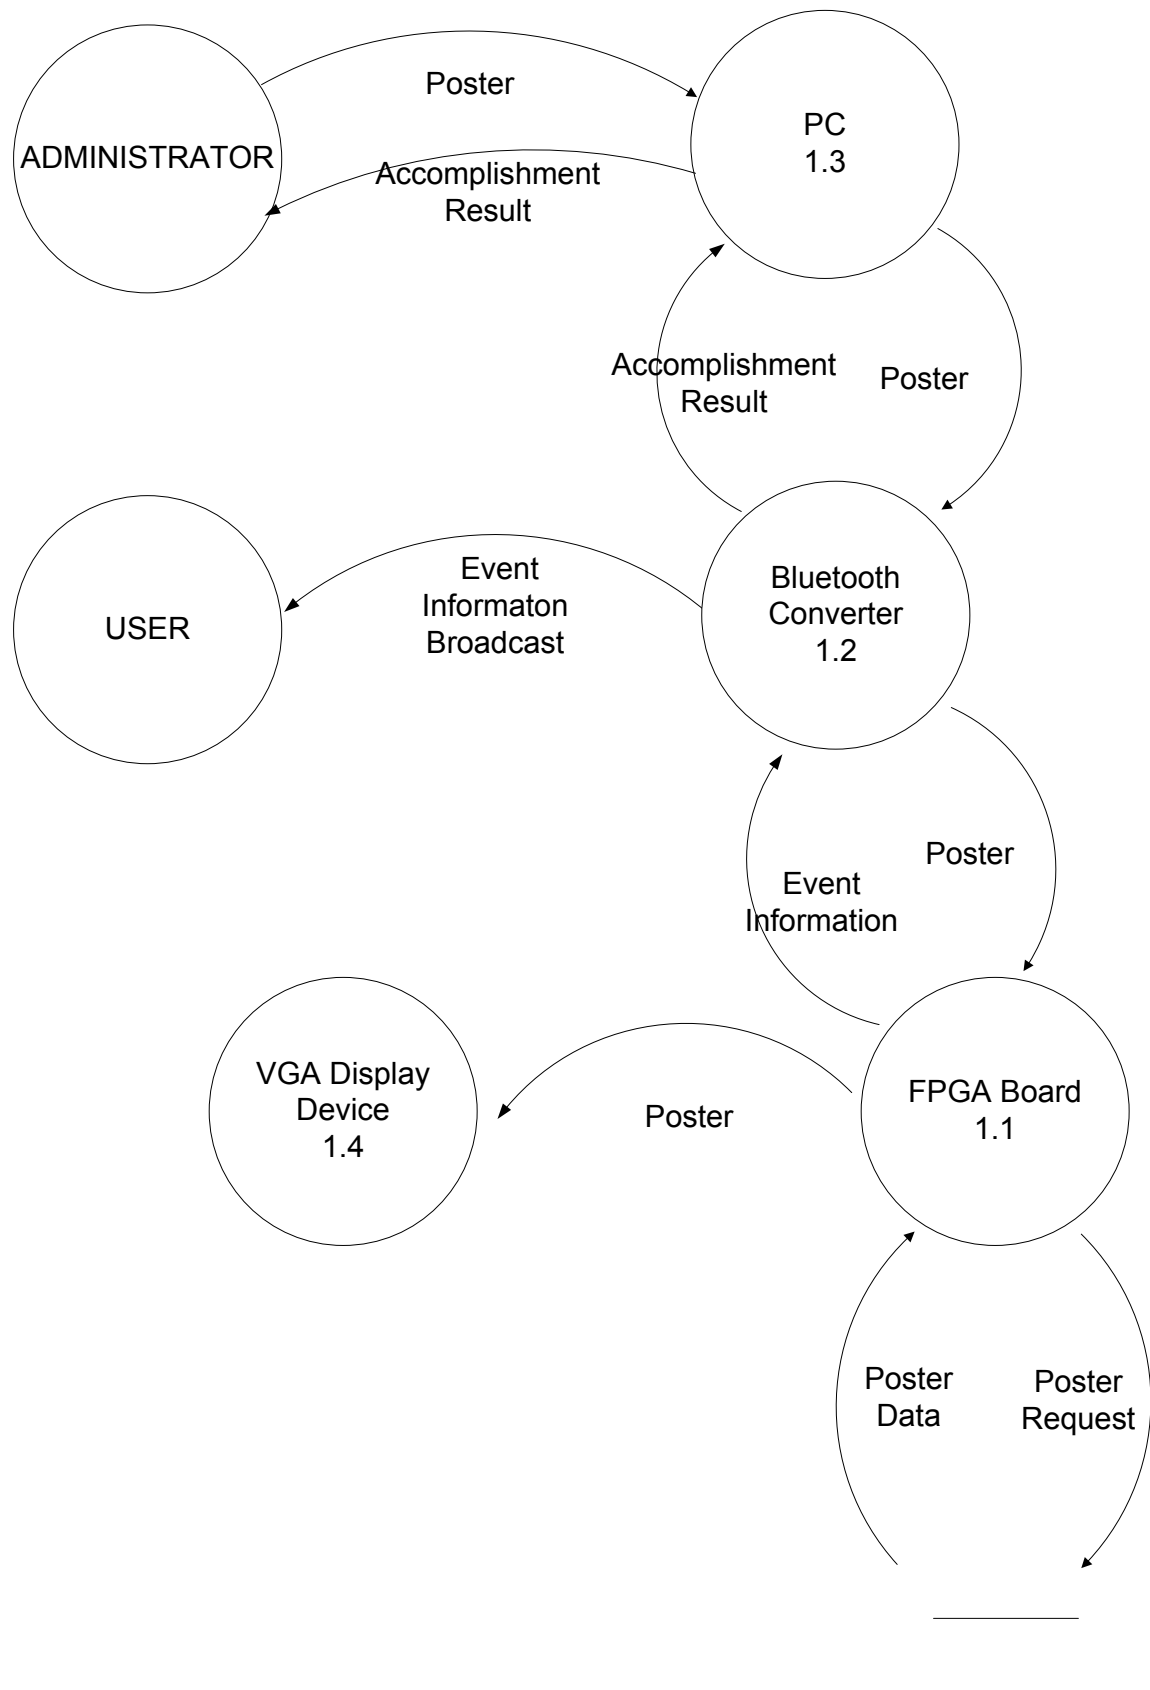 Poster
PC
1.3
ADMINISTRATOR
Accomplishment
Result
Accomplishment
Result
Poster
USER
Event
Informaton
Broadcast
Bluetooth
Converter
1.2
Poster
Event
Information
VGA Display
Device
1.4
Poster
FPGA Board
1.1
Poster
Data
Poster
Request